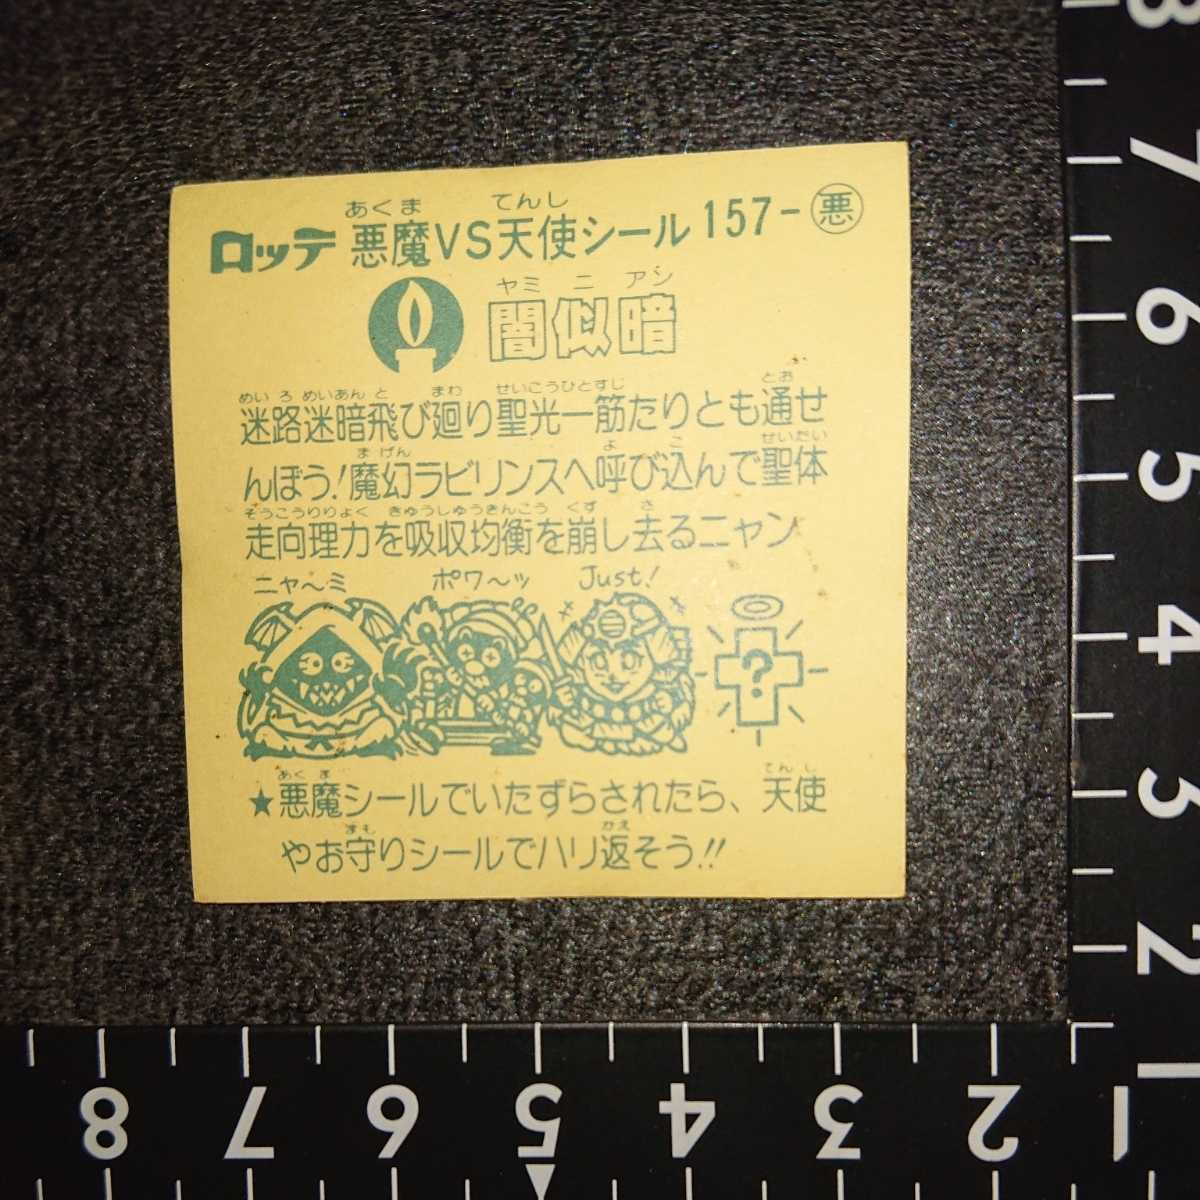 あくま てんし
ロッテ 悪魔VS天使シール 157-悪
ヤミ ニ アン
闇似暗
めい ろ めいあん と まわ せいこうひとすじ とお
迷路迷暗飛び廻り聖光一筋たりとも通せ
ま げん よ こ せいたい
んぼう!魔幻ラビリンスへ呼び込んで聖体
そうこうりりょく きゅうしゅうきんこう くず さ
走向理力を吸収均衡を崩し去るニャン
ニャ〜ミ ポワ〜ッ Just!
?
あく ま てん し
★悪魔シールでいたずらされたら、天使
すも かえ
やお守りシールでハリ返そう!!
8
7
6
5
4
3
2
8 7 6 5 4 3 2 1